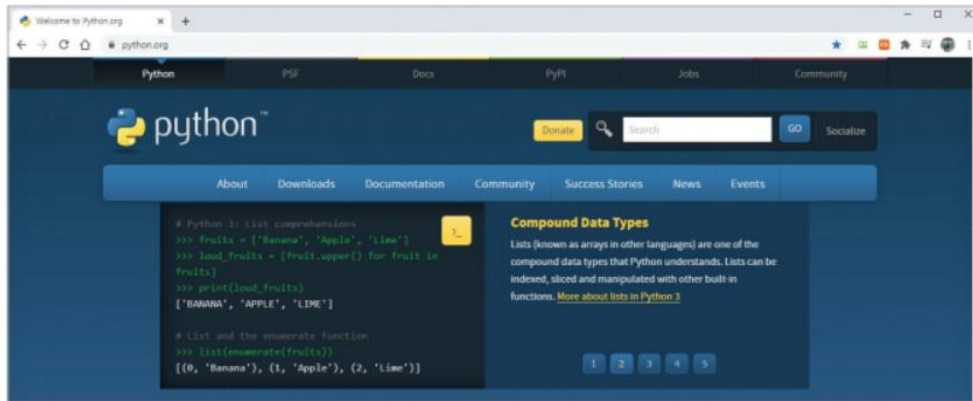 Welcome to Python.org
python.org
Python PSF Docs PyPI Jobs Community
python™
Donate Search GO Socialize
About Downloads Documentation Community Success Stories News Events
# Python 3: List comprehensions
>>> fruits = ['Banana', 'Apple', 'Lime']
>>> loud_fruits = [fruit.upper() for fruit in
fruits]
>>> print(loud_fruits)
['BANANA', 'APPLE', 'LIME']
# List and the enumerate function
>>> list(enumerate(fruits))
[(0, 'Banana'), (1, 'Apple'), (2, 'Lime')]
>_
Compound Data Types
Lists (known as arrays in other languages) are one of the
compound data types that Python understands. Lists can be
indexed, sliced and manipulated with other built-in
functions. More about lists in Python 3
1 2 3 4 5